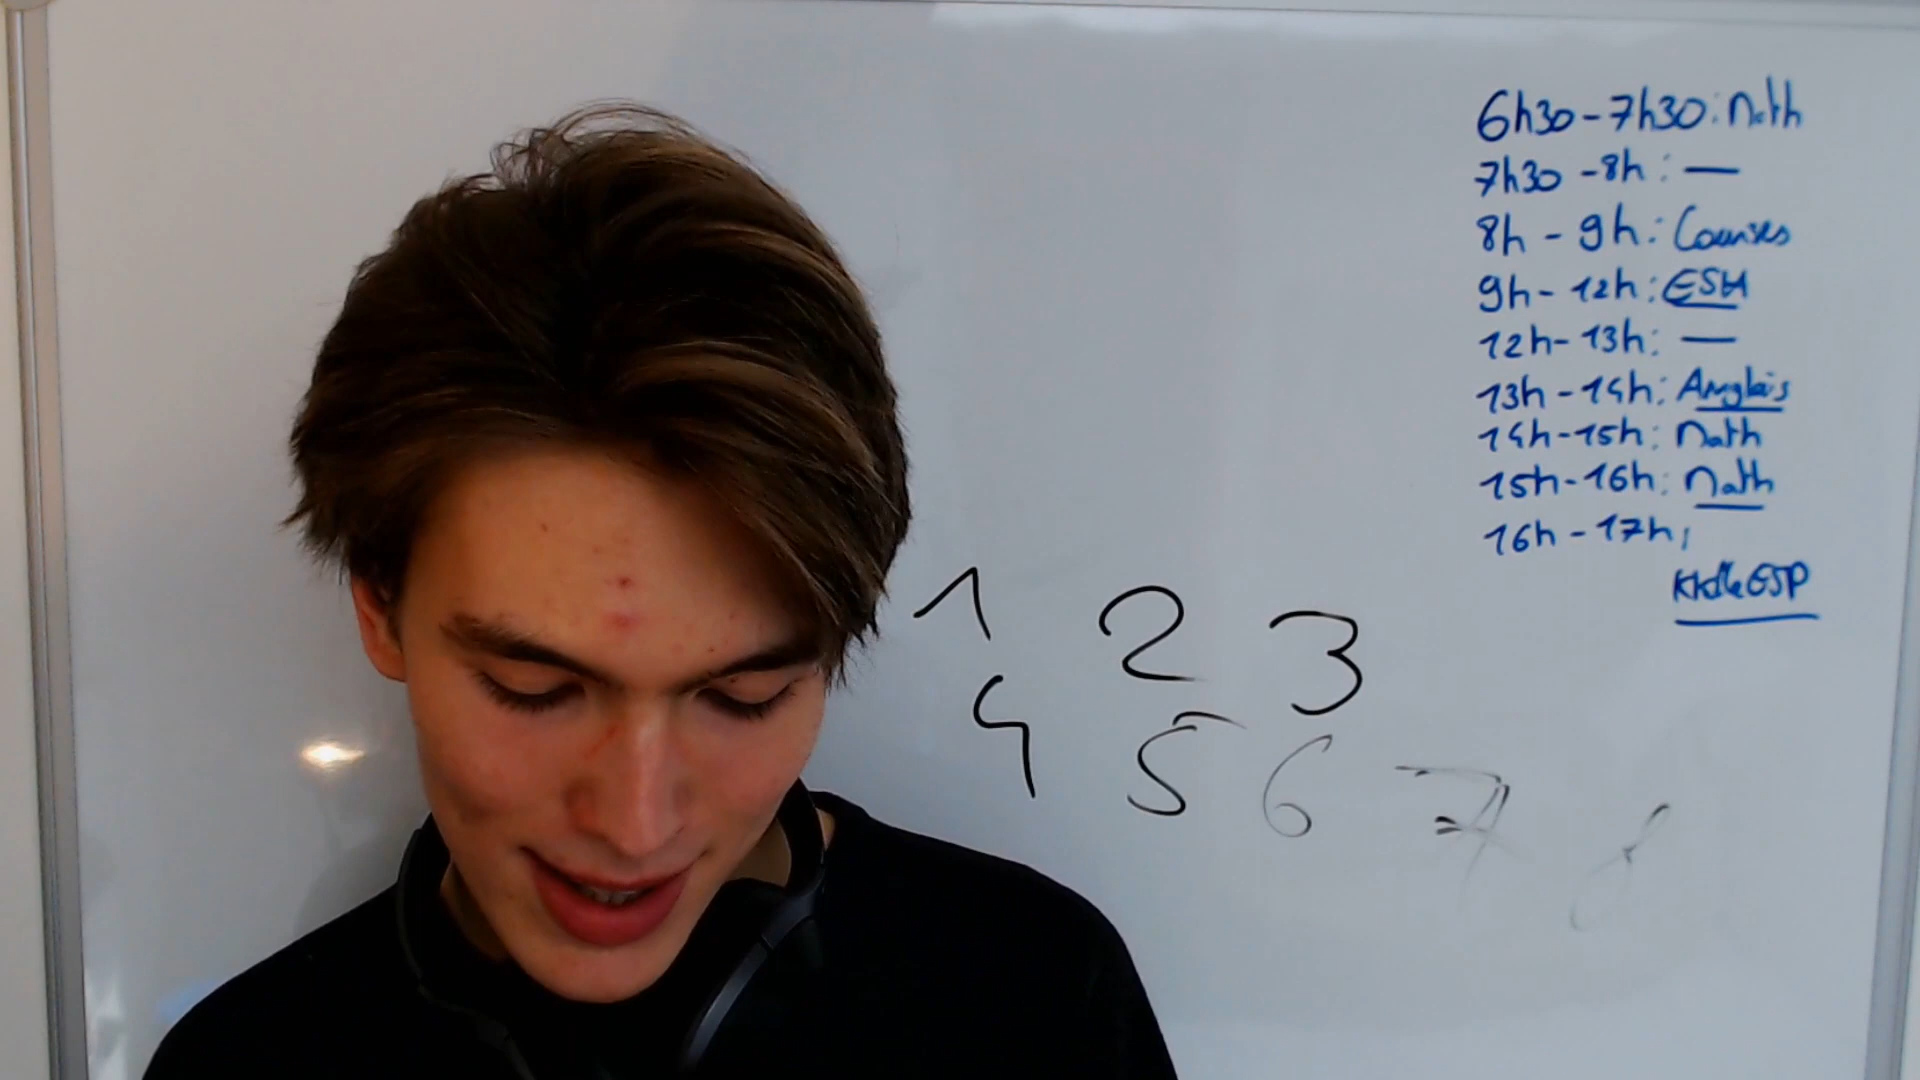 6h30 - 7h30 : Math
7h30 - 8h : —
8h - 9h : Courses
9h - 12h : ESH
12h - 13h : —
13h - 14h : Anglais
14h - 15h : Math
15h - 16h : Math
16h - 17h :
1 2 3
4 5 6 7 8